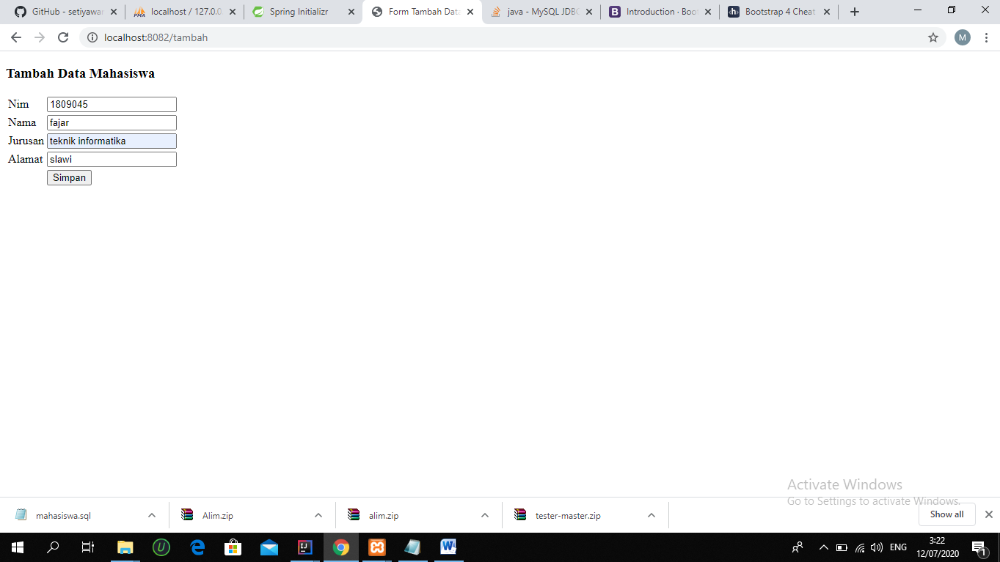 GitHub - setiyawan
localhost / 127.0.0.
Spring Initializr
Form Tambah Data
java - MySQL JDBC
Introduction · Boot
Bootstrap 4 Cheat
localhost:8082/tambah
M
Tambah Data Mahasiswa
Nim 1809045
Nama fajar
Jurusan teknik informatika
Alamat slawi
Simpan
Activate Windows
Go to Settings to activate Windows.
mahasiswa.sql
Alim.zip
alim.zip
tester-master.zip
Show all
ENG
3:22
12/07/2020
1